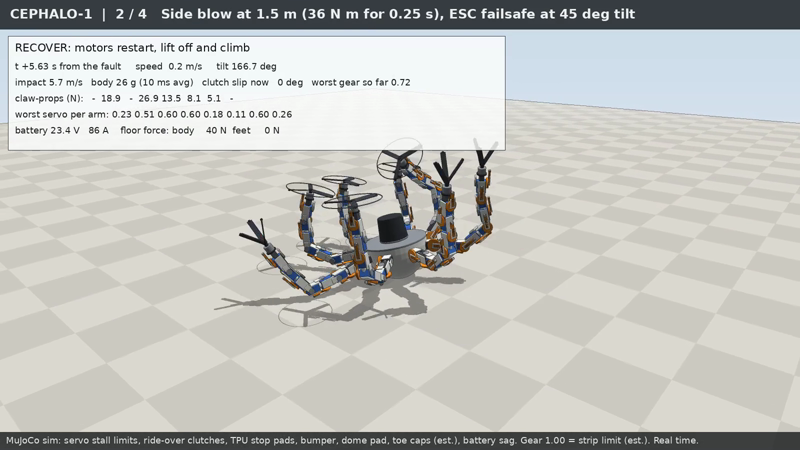 CEPHALO-1 | 2 / 4 Side blow at 1.5 m (36 N m for 0.25 s), ESC failsafe at 45 deg tilt
RECOVER: motors restart, lift off and climb
t +5.63 s from the fault speed 0.2 m/s tilt 166.7 deg
impact 5.7 m/s body 26 g (10 ms avg) clutch slip now 0 deg worst gear so far 0.72
claw-props (N): - 18.9 - 26.9 13.5 8.1 5.1 -
worst servo per arm: 0.23 0.51 0.60 0.60 0.18 0.11 0.60 0.26
battery 23.4 V 86 A floor force: body 40 N feet 0 N
MuJoCo sim: servo stall limits, ride-over clutches, TPU stop pads, bumper, dome pad, toe caps (est.), battery sag. Gear 1.00 = strip limit (est.). Real time.